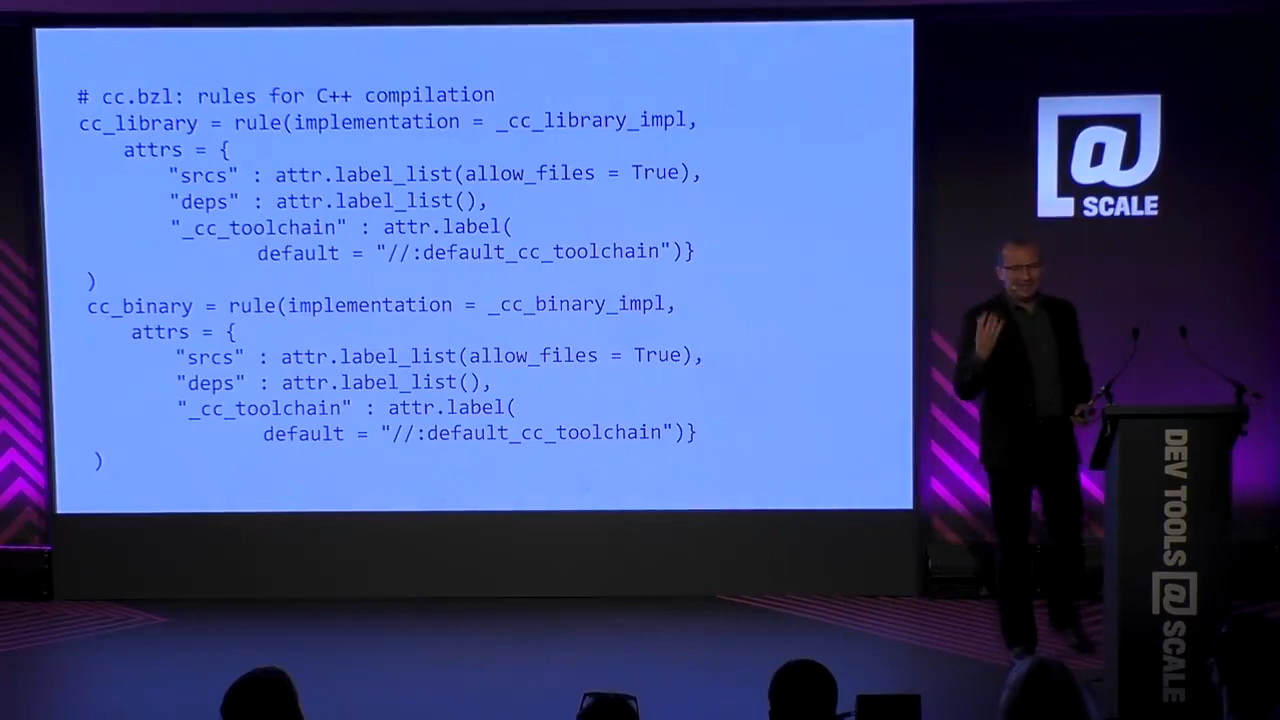 # cc.bzl: rules for C++ compilation
cc_library = rule(implementation = _cc_library_impl,
    attrs = {
        "srcs" : attr.label_list(allow_files = True),
        "deps" : attr.label_list(),
        "_cc_toolchain" : attr.label(
                default = "//:default_cc_toolchain")}
)
cc_binary = rule(implementation = _cc_binary_impl,
    attrs = {
        "srcs" : attr.label_list(allow_files = True),
        "deps" : attr.label_list(),
        "_cc_toolchain" : attr.label(
                default = "//:default_cc_toolchain")}
)
@
SCALE
DEV TOOLS @ SCALE